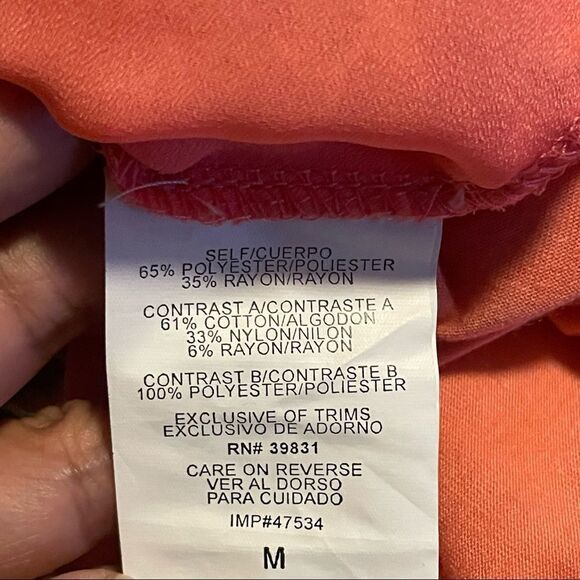 SELF/CUERPO
65% POLYESTER/POLIESTER
35% RAYON/RAYON
CONTRAST A/CONTRASTE A
61% COTTON/ALGODON
33% NYLON/NILON
6% RAYON/RAYON
CONTRAST B/CONTRASTE B
100% POLYESTER/POLIESTER
EXCLUSIVE OF TRIMS
EXCLUSIVO DE ADORNO
RN# 39831
CARE ON REVERSE
VER AL DORSO
PARA CUIDADO
IMP#47534
M